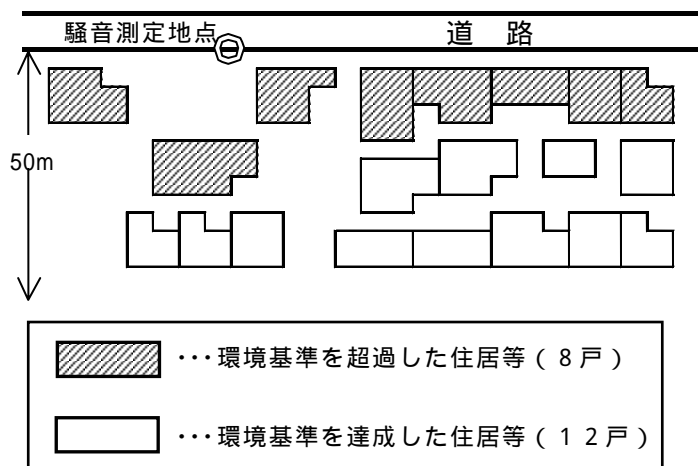 騒音測定地点
道 路
50m
・・・環境基準を超過した住居等(8戸)
・・・環境基準を達成した住居等(12戸)